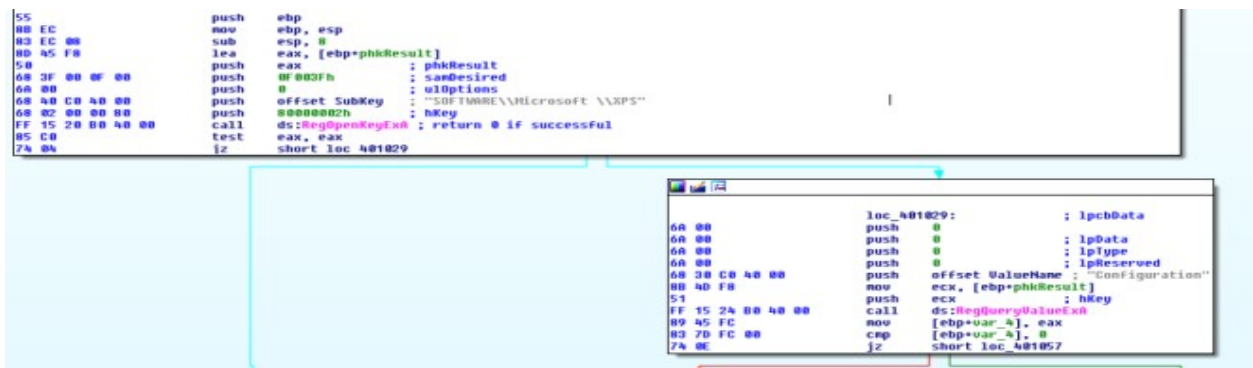 55 push ebp
8B EC mov ebp, esp
83 EC 08 sub esp, 8
8D 45 F8 lea eax, [ebp+phkResult]
50 push eax ; phkResult
68 3F 00 0F 00 push 0F003Fh ; samDesired
6A 00 push 0 ; ulOptions
68 40 C0 40 00 push offset SubKey ; "SOFTWARE\\Microsoft \\XPS"
68 02 00 00 80 push 80000002h ; hKey
FF 15 20 B0 40 00 call ds:RegOpenKeyExA ; return 0 if successful
85 C0 test eax, eax
74 04 jz short loc_401029
loc_401029: ; lpcbData
6A 00 push 0
6A 00 push 0 ; lpData
6A 00 push 0 ; lpType
6A 00 push 0 ; lpReserved
68 30 C0 40 00 push offset ValueName ; "Configuration"
8B 4D F8 mov ecx, [ebp+phkResult]
51 push ecx ; hKey
FF 15 24 B0 40 00 call ds:RegQueryValueExA
89 45 FC mov [ebp+var_4], eax
83 7D FC 00 cmp [ebp+var_4], 0
74 0E jz short loc_401057